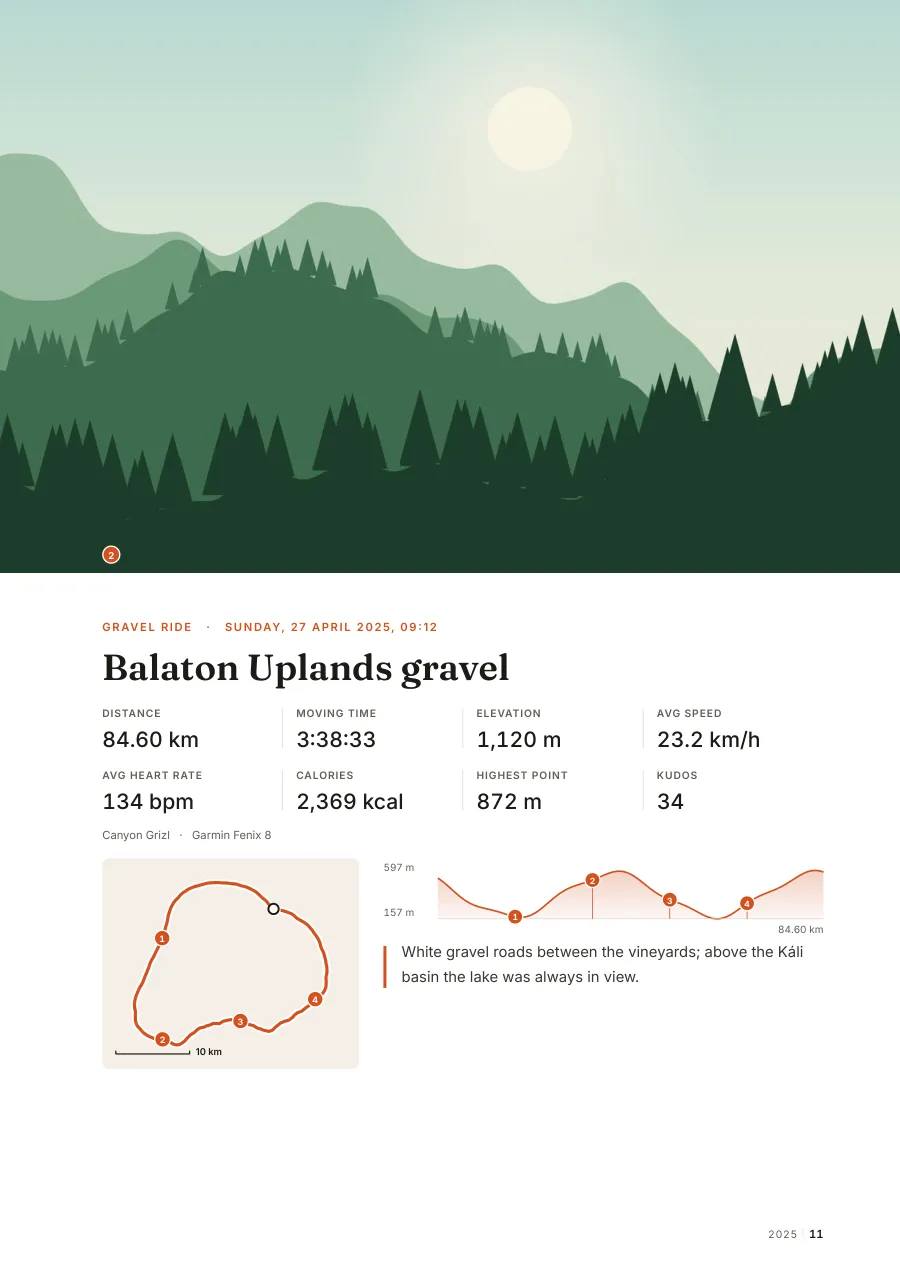 2
GRAVEL RIDE · SUNDAY, 27 APRIL 2025, 09:12
Balaton Uplands gravel
DISTANCE MOVING TIME ELEVATION AVG SPEED
84.60 km 3:38:33 1,120 m 23.2 km/h
AVG HEART RATE CALORIES HIGHEST POINT KUDOS
134 bpm 2,369 kcal 872 m 34
Canyon Grizl · Garmin Fenix 8
1
2
3
4
10 km
597 m
157 m
1
2
3
4
84.60 km
White gravel roads between the vineyards; above the Káli
basin the lake was always in view.
2025 11